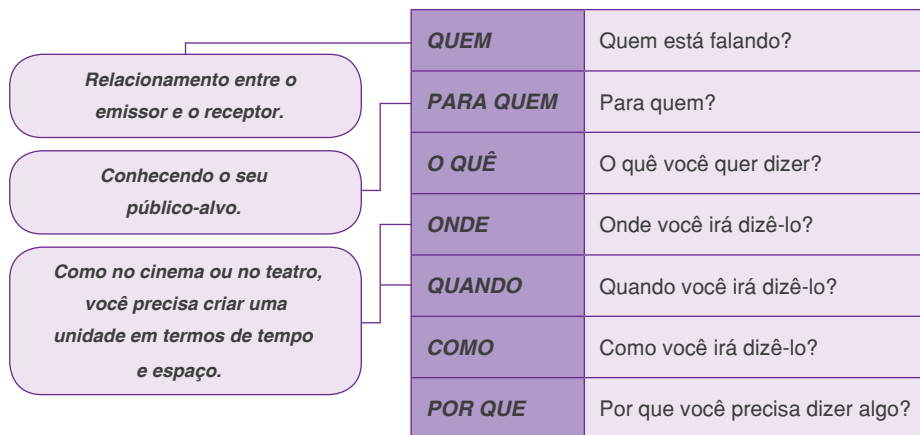 QUEM Quem está falando?
Relacionamento entre o
emissor e o receptor.
PARA QUEM Para quem?
O QUÊ O quê você quer dizer?
Conhecendo o seu
público-alvo.
ONDE Onde você irá dizê-lo?
Como no cinema ou no teatro,
você precisa criar uma
unidade em termos de tempo
e espaço.
QUANDO Quando você irá dizê-lo?
COMO Como você irá dizê-lo?
POR QUE Por que você precisa dizer algo?